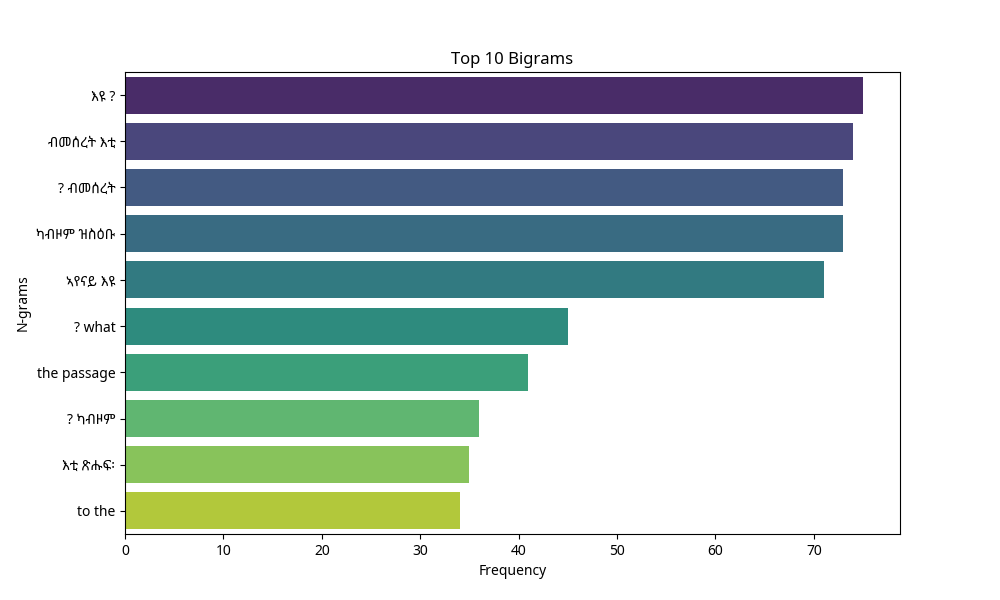 Top 10 Bigrams
እዩ ?
ብመሰረት እቲ
? ብመሰረት
ካብዞም ዝስዕቡ
ኣየናይ እዩ
? what
the passage
? ካብዞም
እቲ ጽሑፍ፡
to the
N-grams
0 10 20 30 40 50 60 70
Frequency